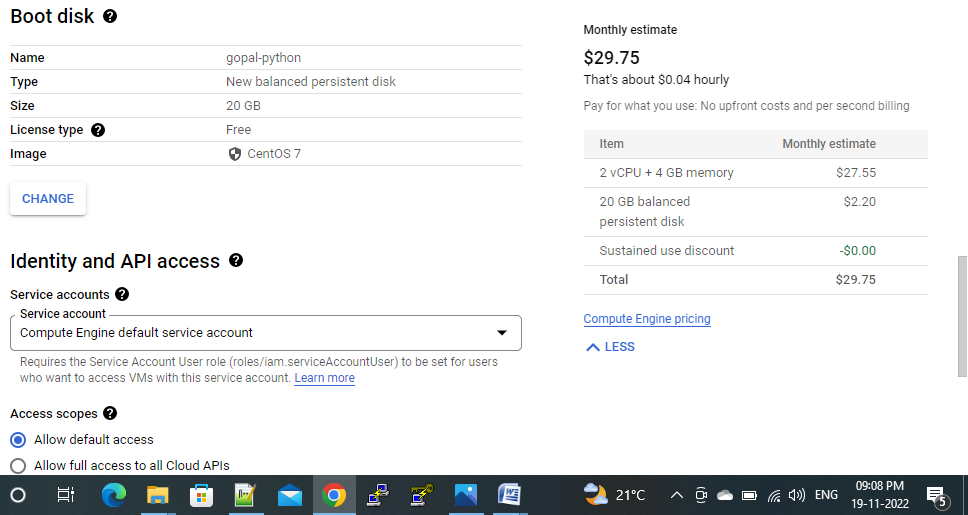 Boot disk
Name gopal-python
Type New balanced persistent disk
Size 20 GB
License type Free
Image CentOS 7
CHANGE
Identity and API access
Service accounts
Service account
Compute Engine default service account
Requires the Service Account User role (roles/iam.serviceAccountUser) to be set for users
who want to access VMs with this service account. Learn more
Access scopes
Allow default access
Allow full access to all Cloud APIs
Monthly estimate
$29.75
That's about $0.04 hourly
Pay for what you use: No upfront costs and per second billing
Item Monthly estimate
2 vCPU + 4 GB memory $27.55
20 GB balanced $2.20
persistent disk
Sustained use discount -$0.00
Total $29.75
Compute Engine pricing
LESS
21°C
ENG
09:08 PM
19-11-2022
5